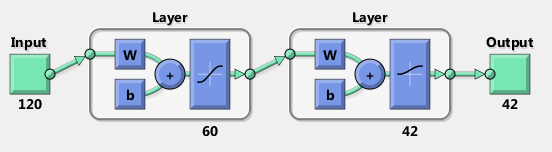 Layer Layer
Input Output
W + W +
b b
120 42
60 42